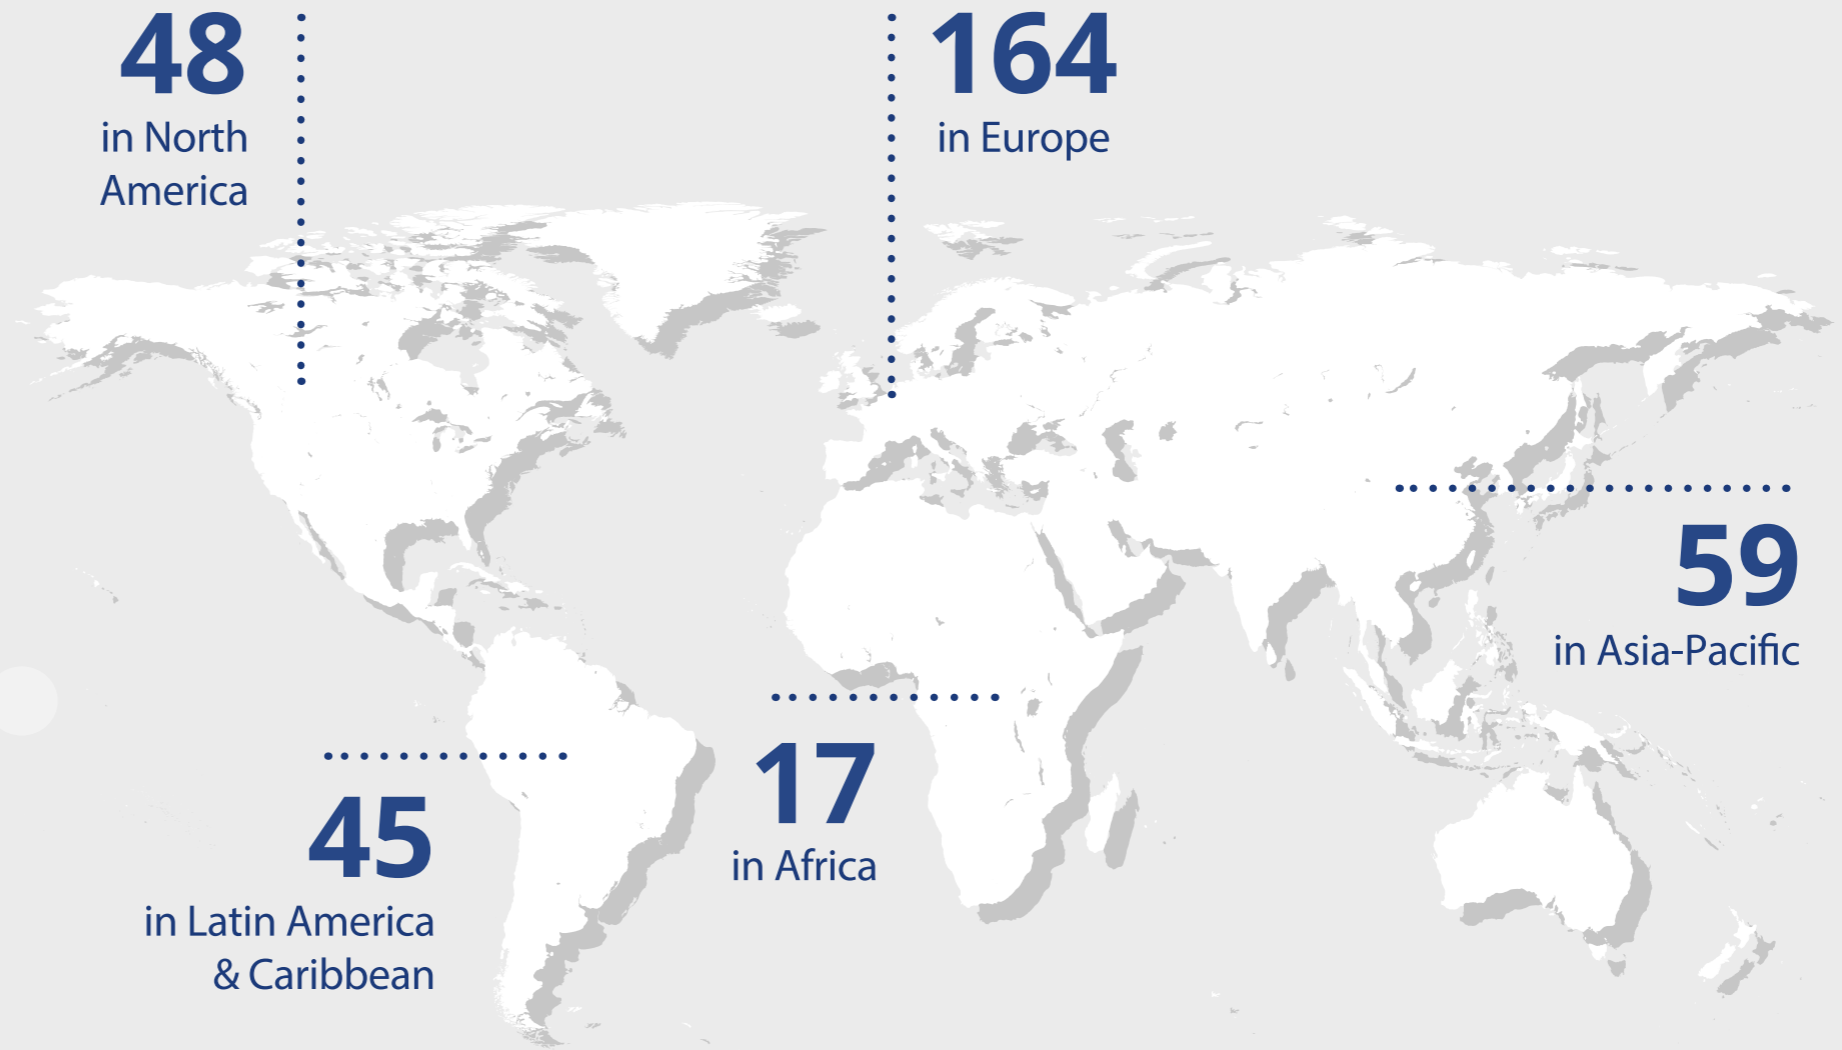 48
in North
America
164
in Europe
59
in Asia-Pacific
17
in Africa
45
in Latin America
& Caribbean